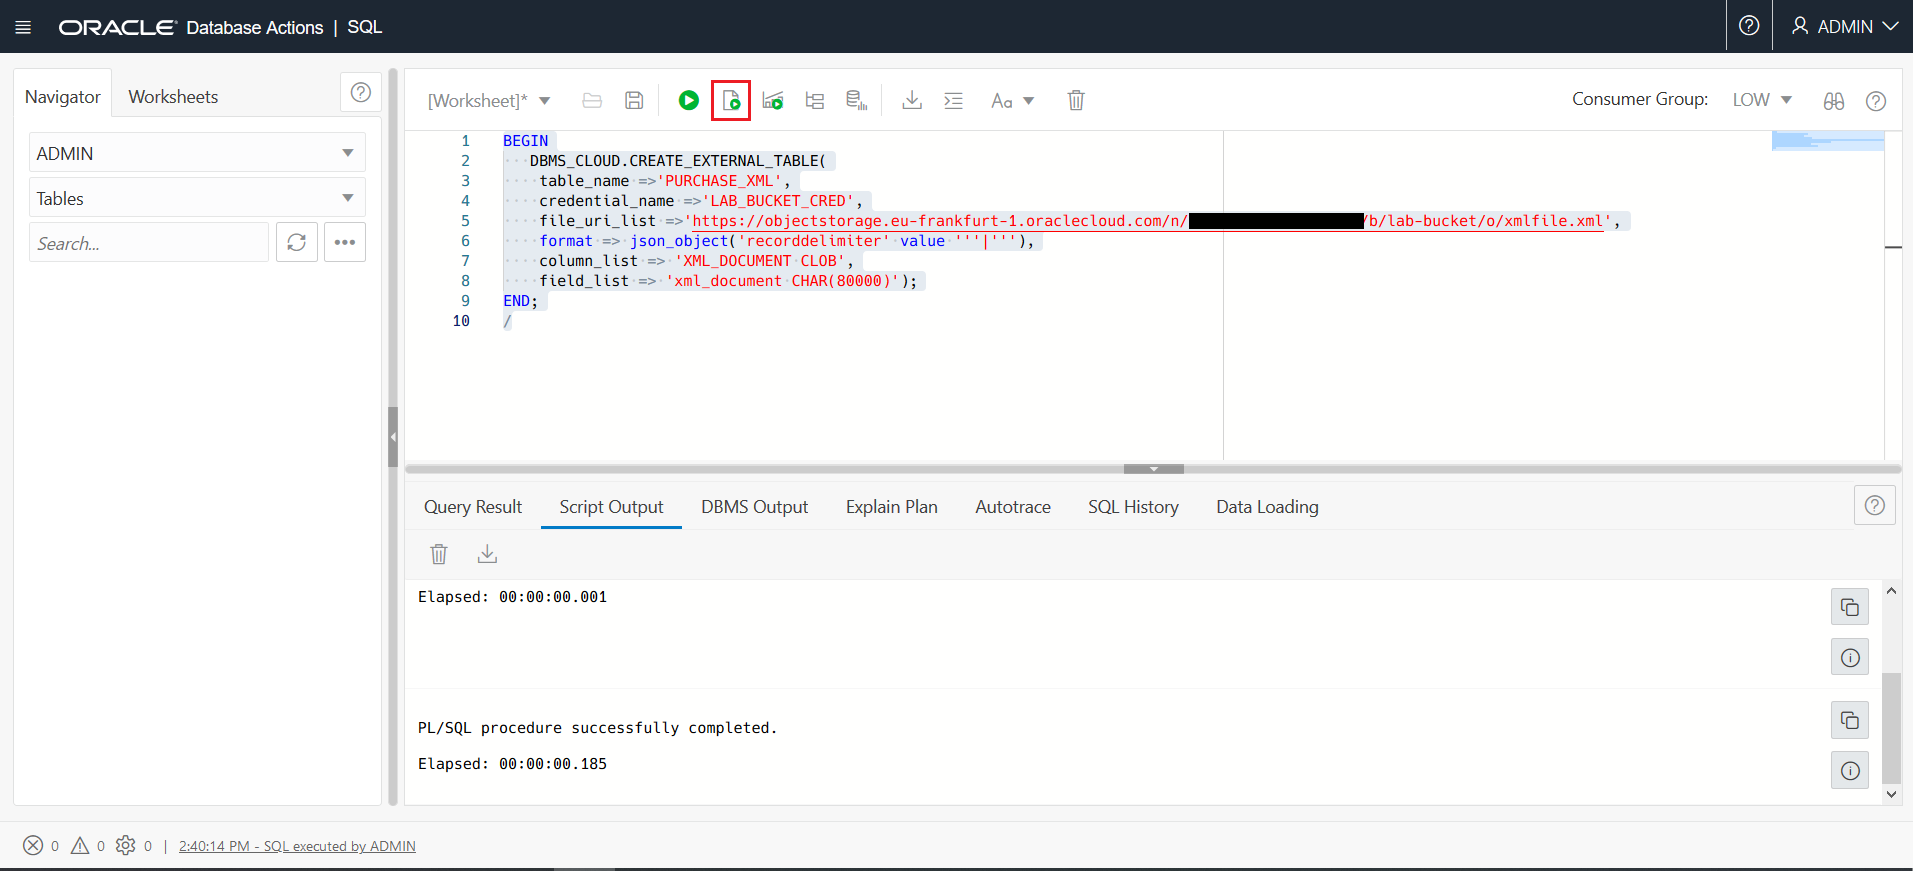 ORACLE Database Actions | SQL
ADMIN
Navigator
Worksheets
ADMIN
Tables
Search...
[Worksheet]*
Aa
Consumer Group: LOW
1 BEGIN
2 DBMS_CLOUD.CREATE_EXTERNAL_TABLE(
3 table_name =>'PURCHASE_XML',
4 credential_name =>'LAB_BUCKET_CRED',
5 file_uri_list =>'https://objectstorage.eu-frankfurt-1.oraclecloud.com/n/ /b/lab-bucket/o/xmlfile.xml',
6 format => json_object('recorddelimiter' value '''|'''),
7 column_list => 'XML_DOCUMENT CLOB',
8 field_list => 'xml_document CHAR(80000)');
9 END;
10 /
Query Result Script Output DBMS Output Explain Plan Autotrace SQL History Data Loading
Elapsed: 00:00:00.001
PL/SQL procedure successfully completed.
Elapsed: 00:00:00.185
0 0 0 | 2:40:14 PM - SQL executed by ADMIN